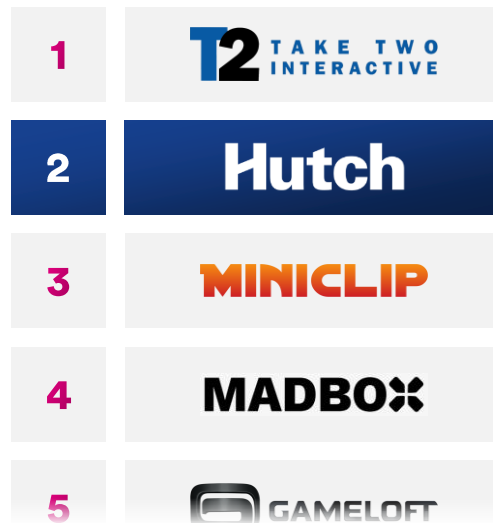 1
T2 TAKE TWO
INTERACTIVE
2
Hutch
3
MINICLIP
4
MADBOX
5
GAMELOFT